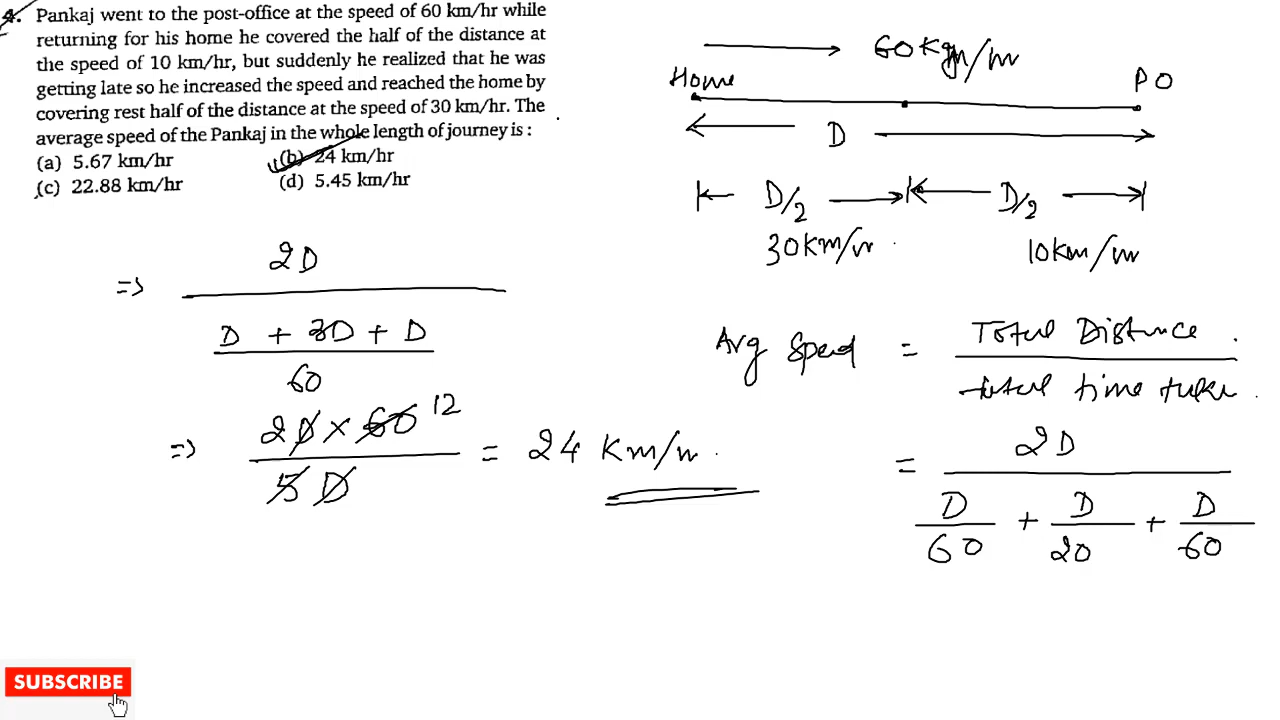 4. Pankaj went to the post-office at the speed of 60 km/hr while
returning for his home he covered the half of the distance at
the speed of 10 km/hr, but suddenly he realized that he was
getting late so he increased the speed and reached the home by
covering rest half of the distance at the speed of 30 km/hr. The
average speed of the Pankaj in the whole length of journey is :
(a) 5.67 km/hr (b) 24 km/hr
(c) 22.88 km/hr (d) 5.45 km/hr
60 Km/hr
Home PO
D
D/2 D/2
30 Km/hr 10 Km/hr
Avg Speed = Total Distance
total time taken
= 2D
D + D + D
60 20 60
=> 2D
D + 3D + D
60
=> 2D × 60 12 = 24 Km/hr
5 D
SUBSCRIBE